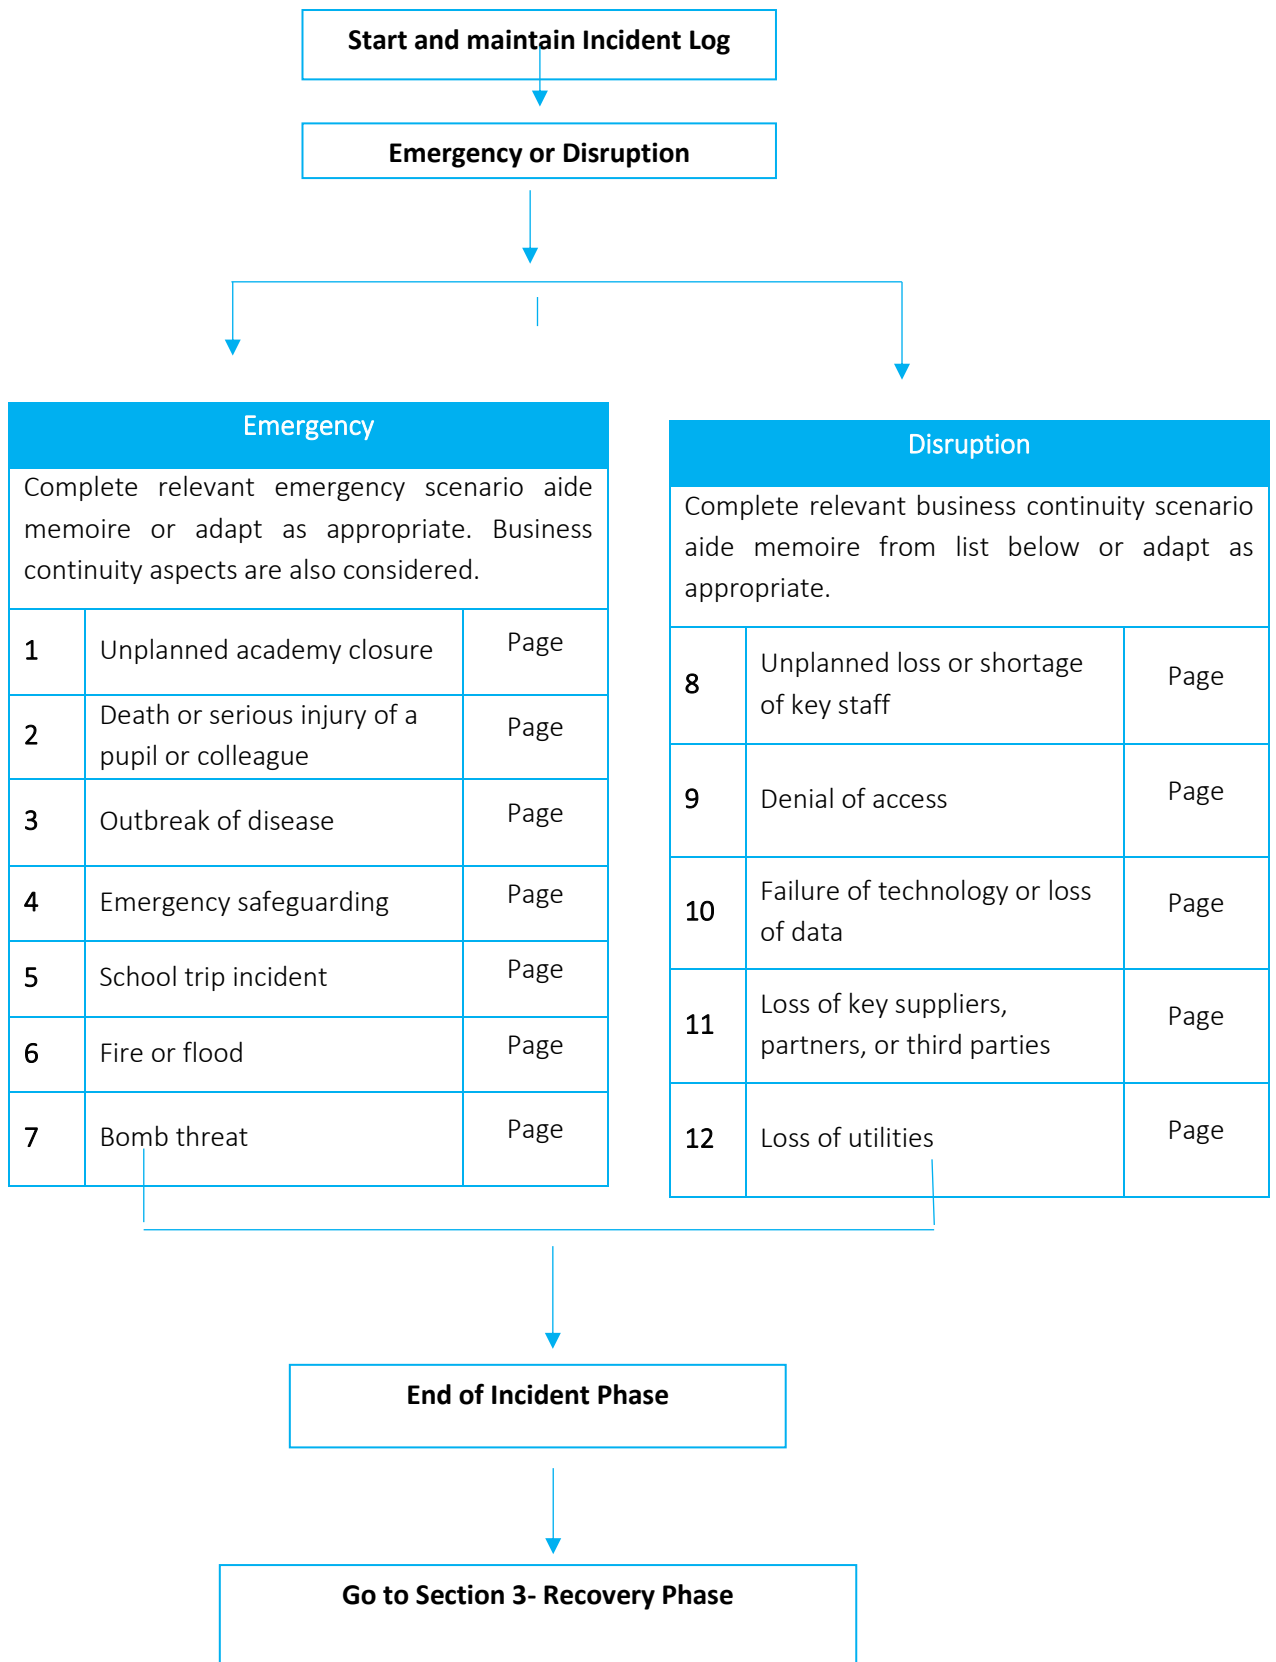 Start and maintain Incident Log
Emergency or Disruption
Emergency
Complete relevant emergency scenario aide
memoire or adapt as appropriate. Business
continuity aspects are also considered.
1 Unplanned academy closure Page
2 Death or serious injury of a
pupil or colleague Page
3 Outbreak of disease Page
4 Emergency safeguarding Page
5 School trip incident Page
6 Fire or flood Page
7 Bomb threat Page
Disruption
Complete relevant business continuity scenario
aide memoire from list below or adapt as
appropriate.
8 Unplanned loss or shortage
of key staff Page
9 Denial of access Page
10 Failure of technology or loss
of data Page
11 Loss of key suppliers,
partners, or third parties Page
12 Loss of utilities Page
End of Incident Phase
Go to Section 3- Recovery Phase